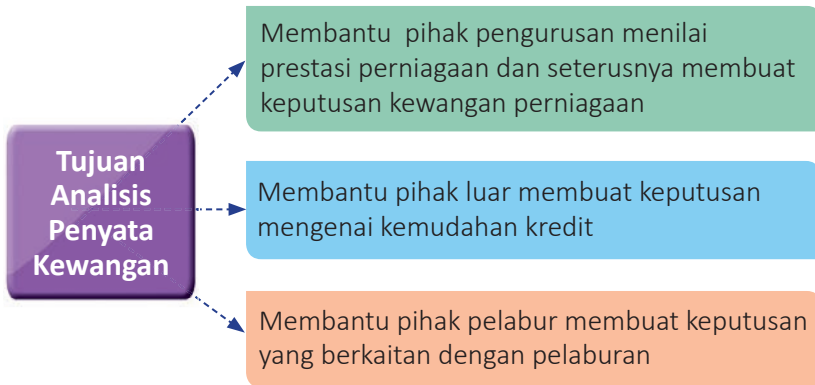 Tujuan
Analisis
Penyata
Kewangan
Membantu pihak pengurusan menilai
prestasi perniagaan dan seterusnya membuat
keputusan kewangan perniagaan
Membantu pihak luar membuat keputusan
mengenai kemudahan kredit
Membantu pihak pelabur membuat keputusan
yang berkaitan dengan pelaburan